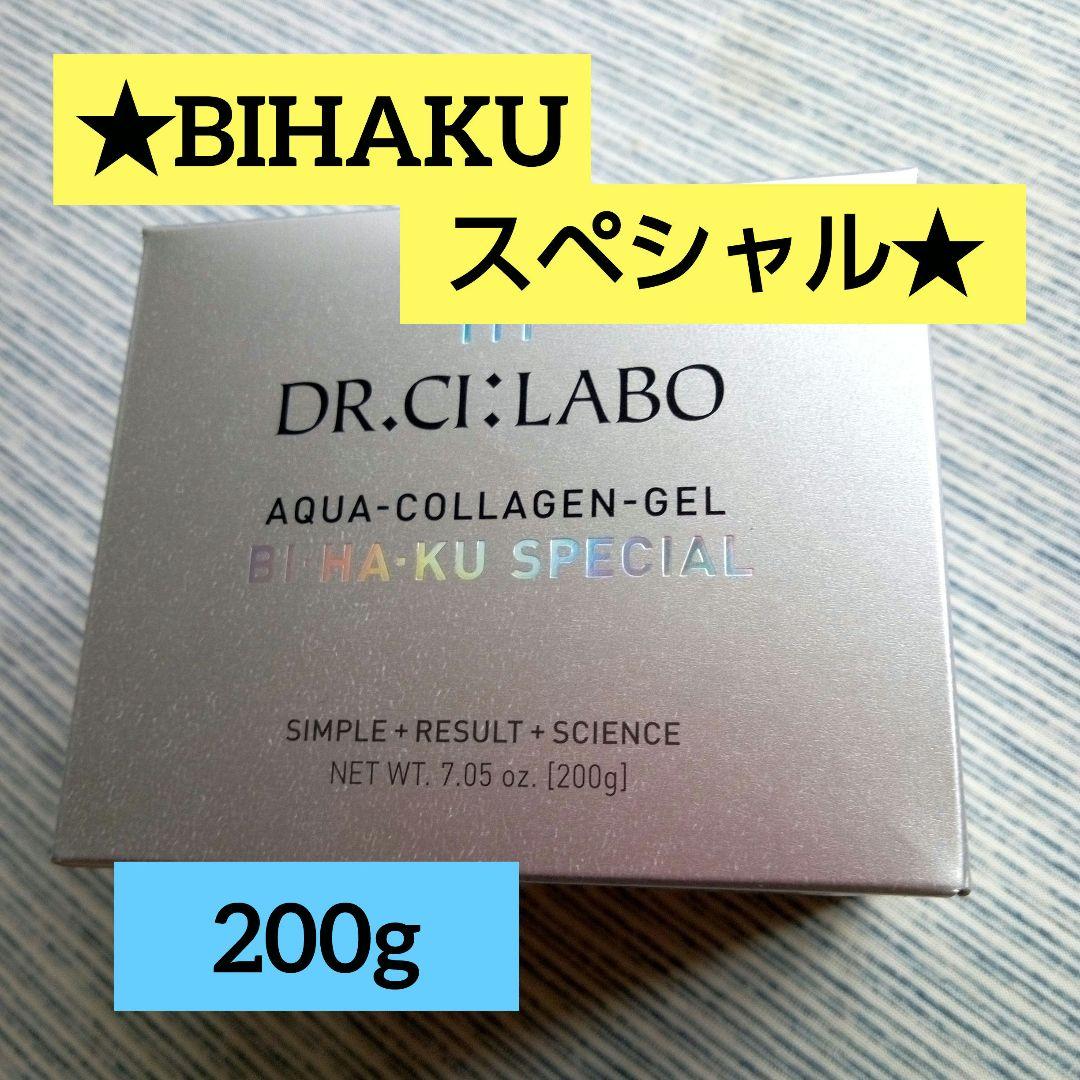 ★BIHAKU
スペシャル★
DR.CI:LABO
AQUA-COLLAGEN-GEL
BI·HA·KU SPECIAL
SIMPLE + RESULT + SCIENCE
NET WT. 7.05 oz. [200g]
200g